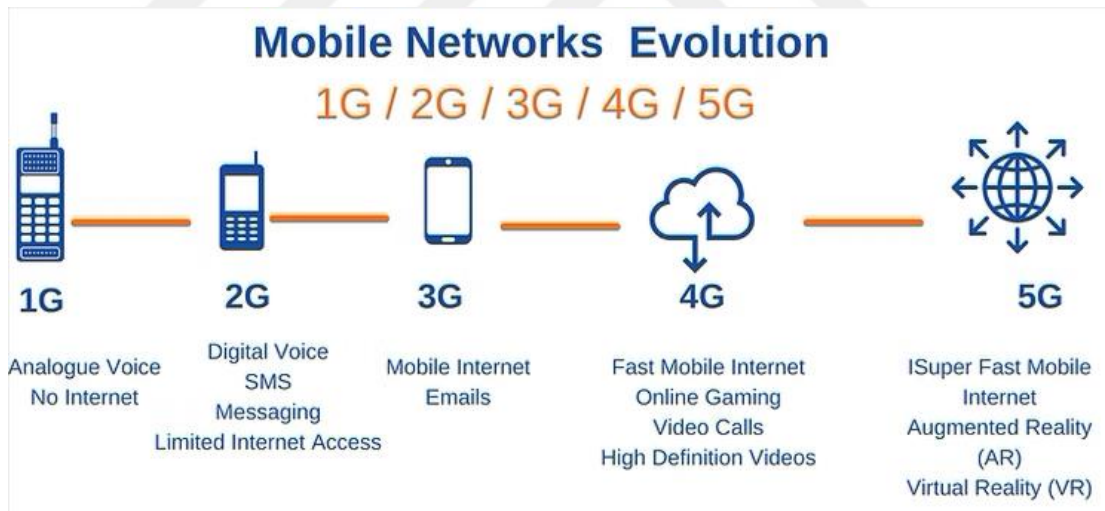 Mobile Networks Evolution
1G / 2G / 3G / 4G / 5G
1G
Analogue Voice
No Internet
2G
Digital Voice
SMS
Messaging
Limited Internet Access
3G
Mobile Internet
Emails
4G
Fast Mobile Internet
Online Gaming
Video Calls
High Definition Videos
5G
ISuper Fast Mobile
Internet
Augmented Reality
(AR)
Virtual Reality (VR)